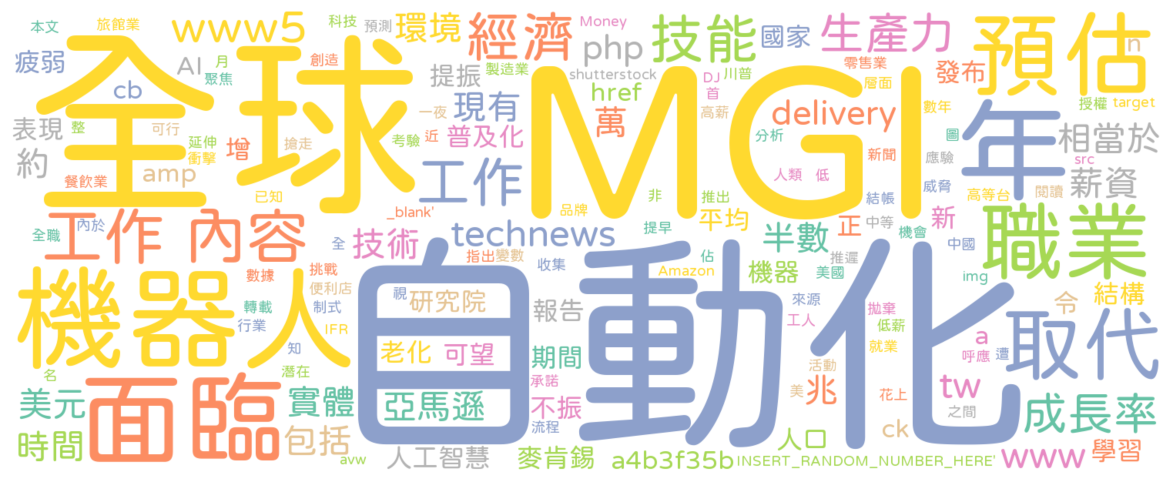 本文
旅館業
www5
科技
預測
環境
經濟
Money
php
技能
國家
生產力
預估
n
疲弱
AI
月
聚焦
創造
提振
製造業
shutterstock
href
DJ
首
川普
零售業
層面
發布
授權
target
全球
MGI
cb
現有
一夜
萬
高薪
delivery
數年
年
表現
約
整
可行
延伸
衝擊
增
搶走
考驗
近
普及化
分析
新聞
圖
應驗
相當於
src
amp
工作
人類
低
結帳
威脅
高等台
閱讀
薪資
餐飲業
已知
_blank'
非
品牌
推出
平均
正
中等
新
機會
職業
工作
內容
內於
全職
全
技術
technews
提早
半數
指出
變數
收集
佔
推遲
中國
機器人
數據
挑戰
便利店
轉載
制式
行業
IFR
知
潛在
名
自動化
視
研究院
報告
機器
Amazon
美國
來源
工人
拋棄
低薪
就業
img
令
結構
a
呼應
遭
取代
老化
可望
期間
承諾
活動
美
兆
花上
tw
之間
成長率
美元
面臨
實體
亞馬遜
不振
流程
時間
包括
avw
人工智慧
麥肯錫
a4b3f35b
INSERT_RANDOM_NUMBER_HERE'
人口
ck
www
學習